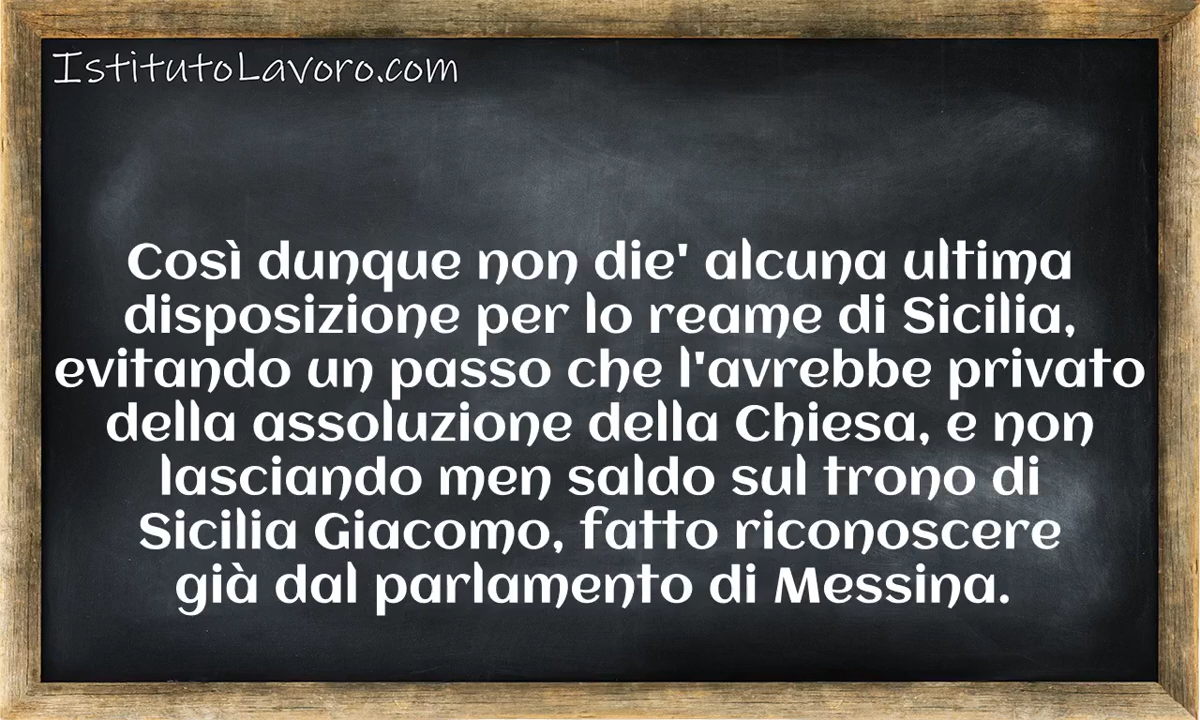 IstitutoLavoro.com
Così dunque non die' alcuna ultima
disposizione per lo reame di Sicilia,
evitando un passo che l'avrebbe privato
della assoluzione della Chiesa, e non
lasciando men saldo sul trono di
Sicilia Giacomo, fatto riconoscere
già dal parlamento di Messina.